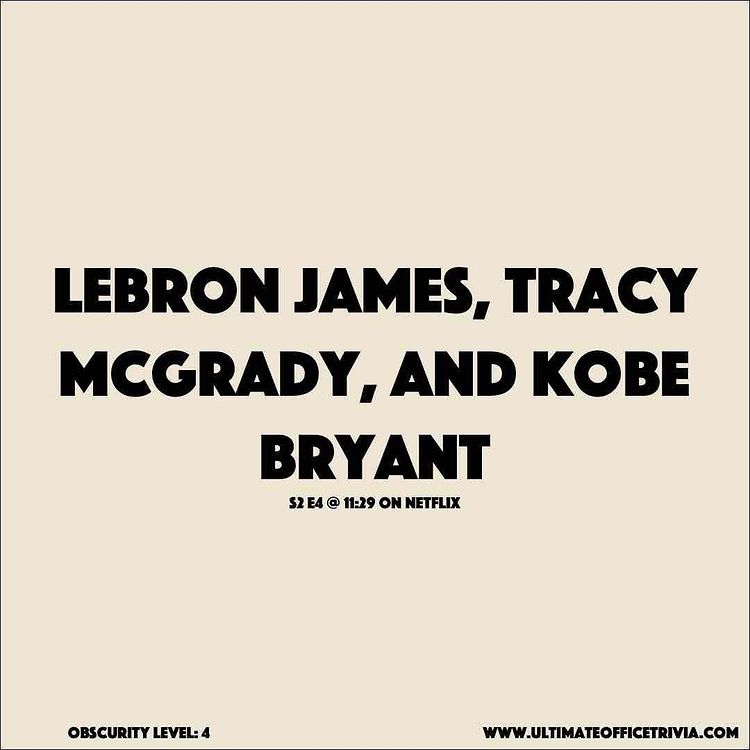 LEBRON JAMES, TRACY
MCGRADY, AND KOBE
BRYANT
S2 E4 @ 11:29 ON NETFLIX
OBSCURITY LEVEL: 4
WWW.ULTIMATEOFFICETRIVIA.COM